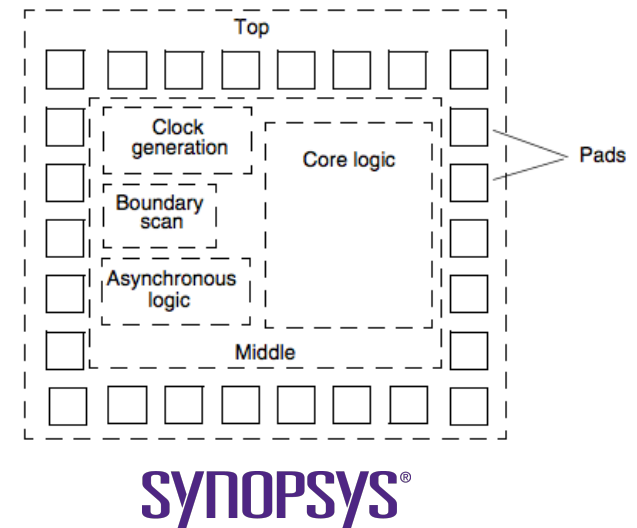 Top
Clock
generation
Core logic
Pads
Boundary
scan
Asynchronous
logic
Middle
SYNOPSYS®